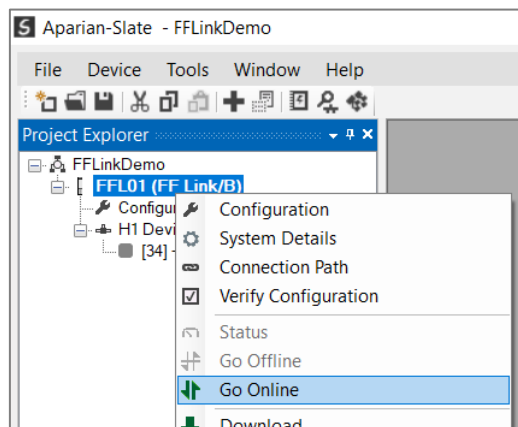 S Aparian-Slate - FFLinkDemo
File Device Tools Window Help
Project Explorer
FFLinkDemo
FFL01 (FF Link/B)
Configu
Configuration
H1 Devi
System Details
[34] -
Connection Path
Verify Configuration
Status
Go Offline
Go Online
Download